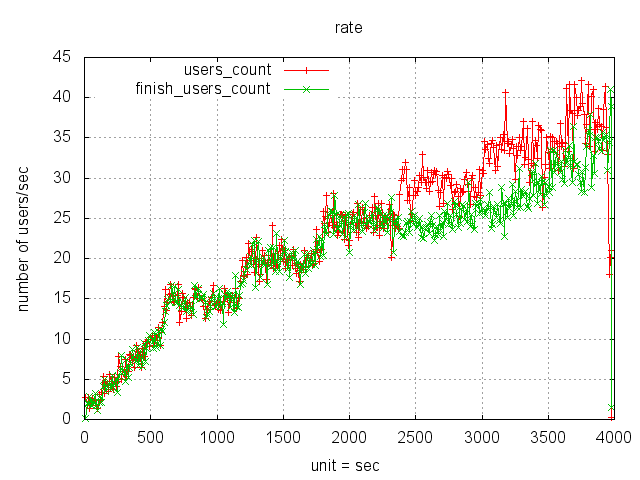 rate
users_count
finish_users_count
number of users/sec
45
40
35
30
25
20
15
10
5
0
0 500 1000 1500 2000 2500 3000 3500 4000
unit = sec